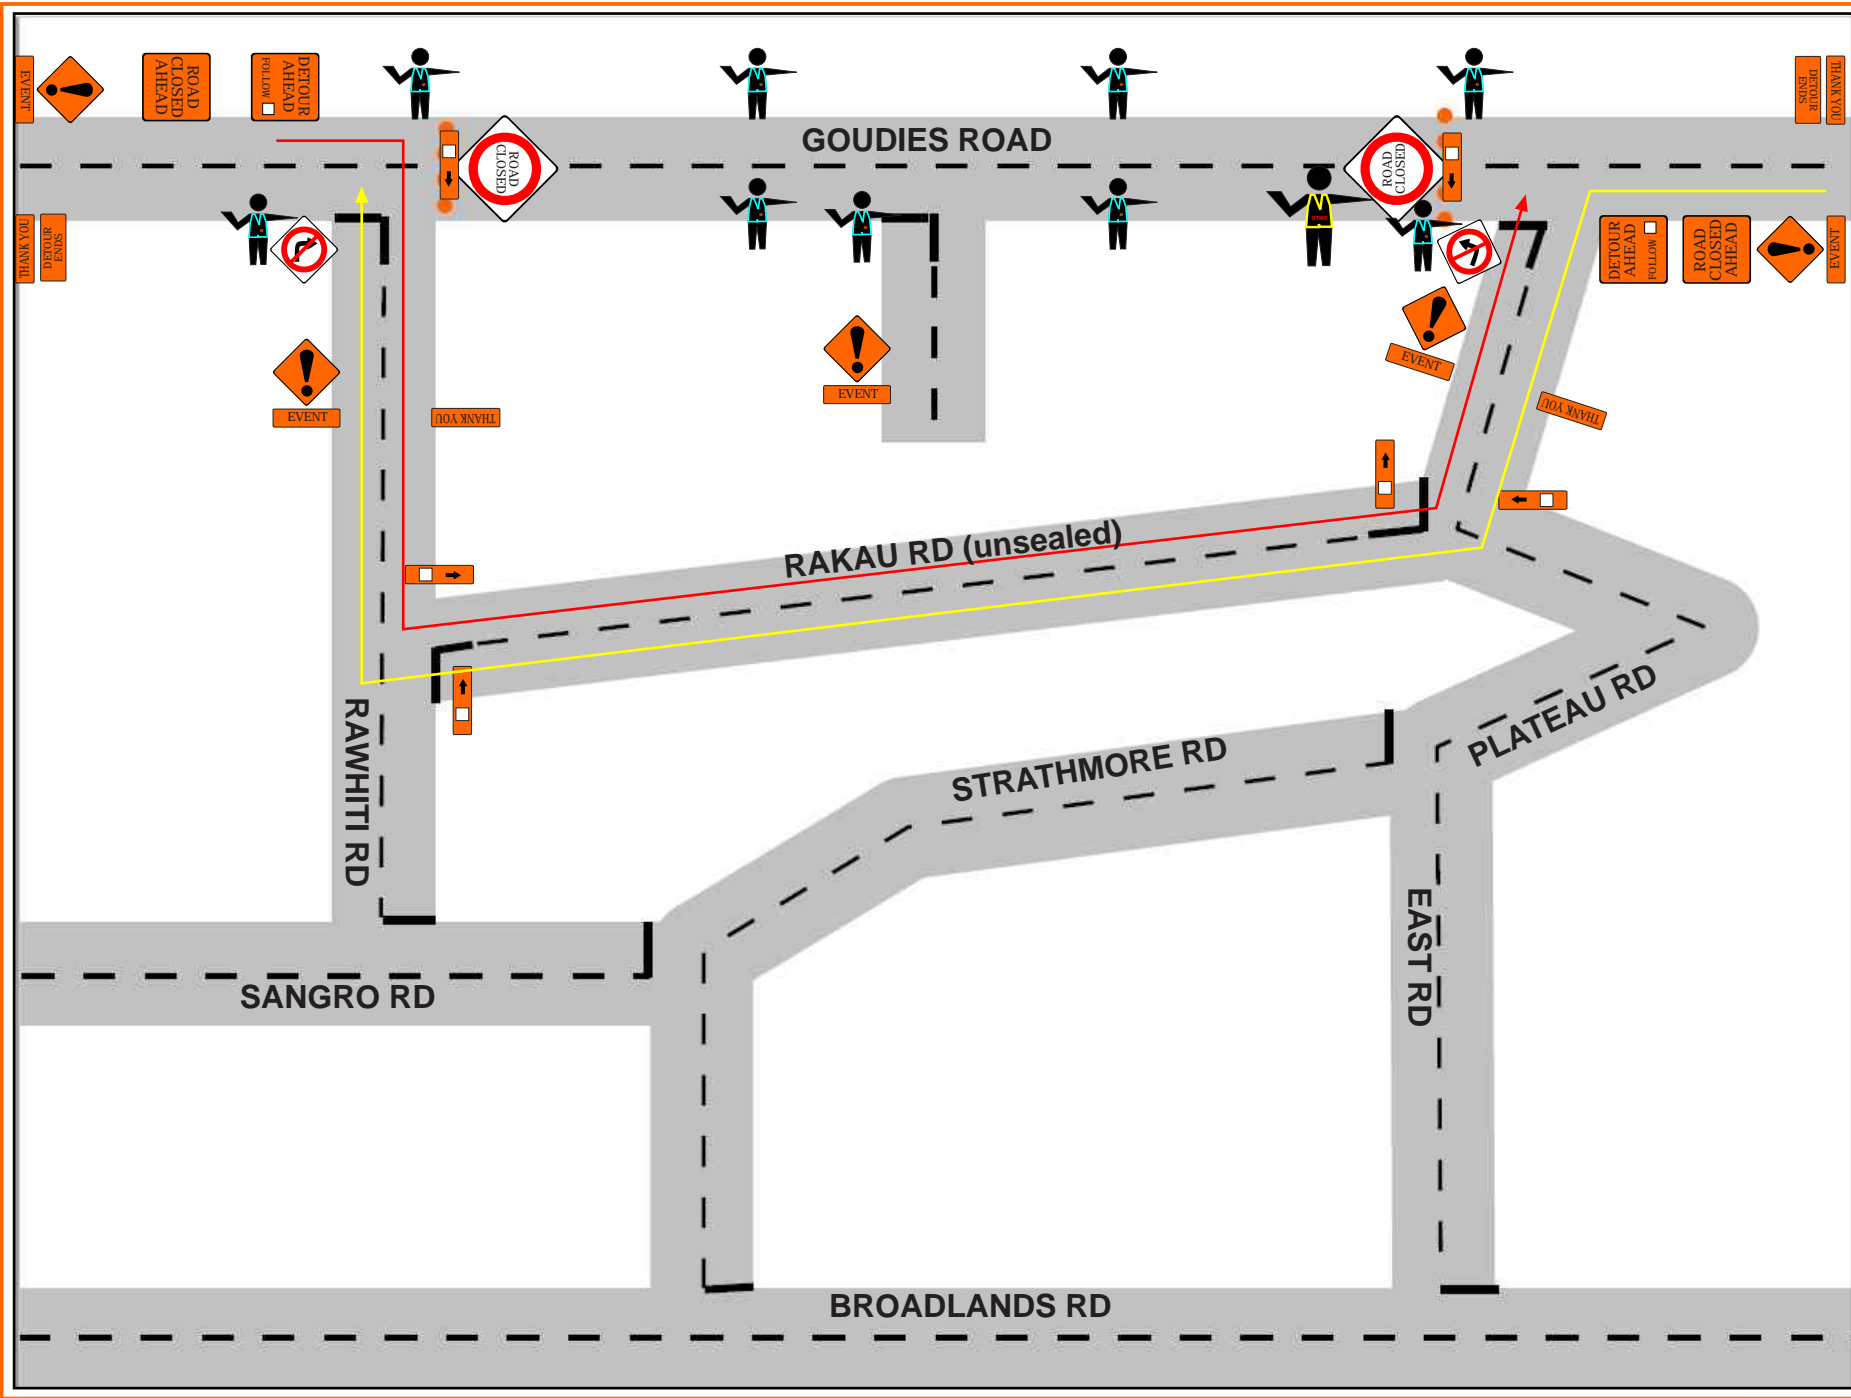 EVENT
ROAD
CLOSED
AHEAD
DETOUR
AHEAD
FOLLOW
DETOUR
ENDS
THANK YOU
GOUDIES ROAD
ROAD
CLOSED
ROAD
CLOSED
STMS
THANK YOU
DETOUR
ENDS
DETOUR
AHEAD
FOLLOW
ROAD
CLOSED
AHEAD
EVENT
EVENT
THANK YOU
EVENT
EVENT
THANK YOU
RAKAU RD (unsealed)
RAWHITI RD
STRATHMORE RD
PLATEAU RD
EAST RD
SANGRO RD
BROADLANDS RD